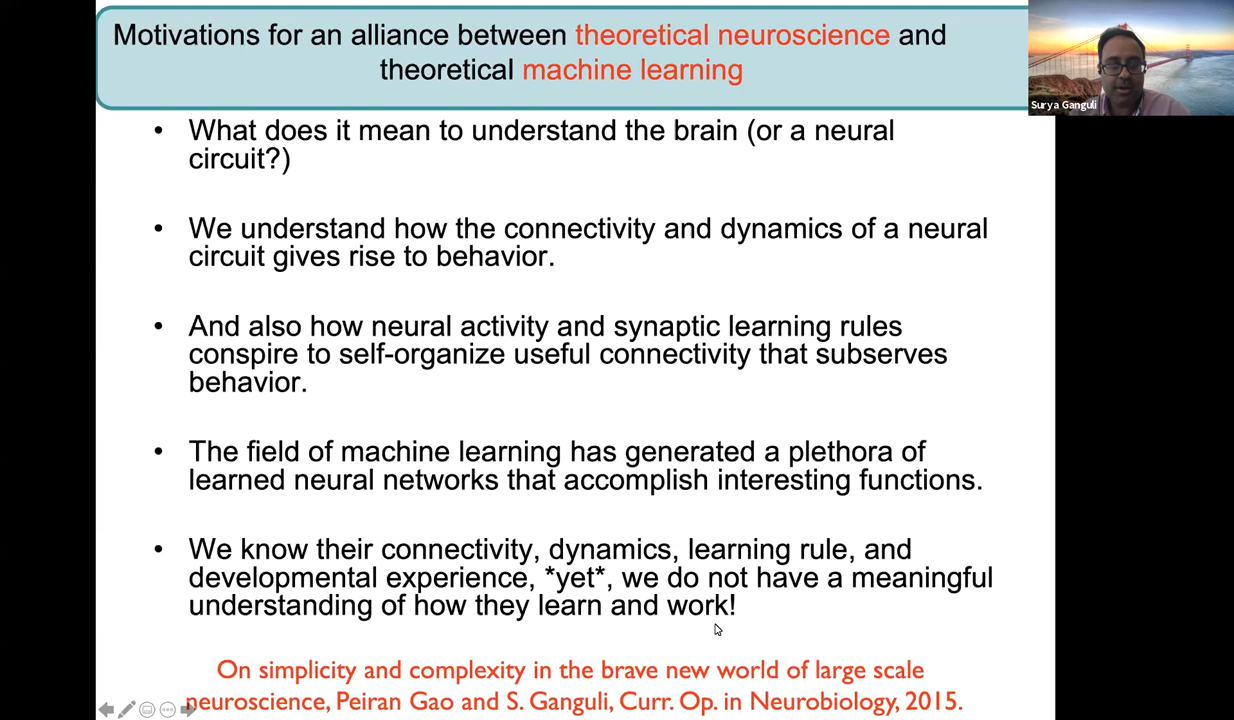 Motivations for an alliance between theoretical neuroscience and
theoretical machine learning
Surya Ganguli
• What does it mean to understand the brain (or a neural
circuit?)
• We understand how the connectivity and dynamics of a neural
circuit gives rise to behavior.
• And also how neural activity and synaptic learning rules
conspire to self-organize useful connectivity that subserves
behavior.
• The field of machine learning has generated a plethora of
learned neural networks that accomplish interesting functions.
• We know their connectivity, dynamics, learning rule, and
developmental experience, *yet*, we do not have a meaningful
understanding of how they learn and work!
On simplicity and complexity in the brave new world of large scale
neuroscience, Peiran Gao and S. Ganguli, Curr. Op. in Neurobiology, 2015.